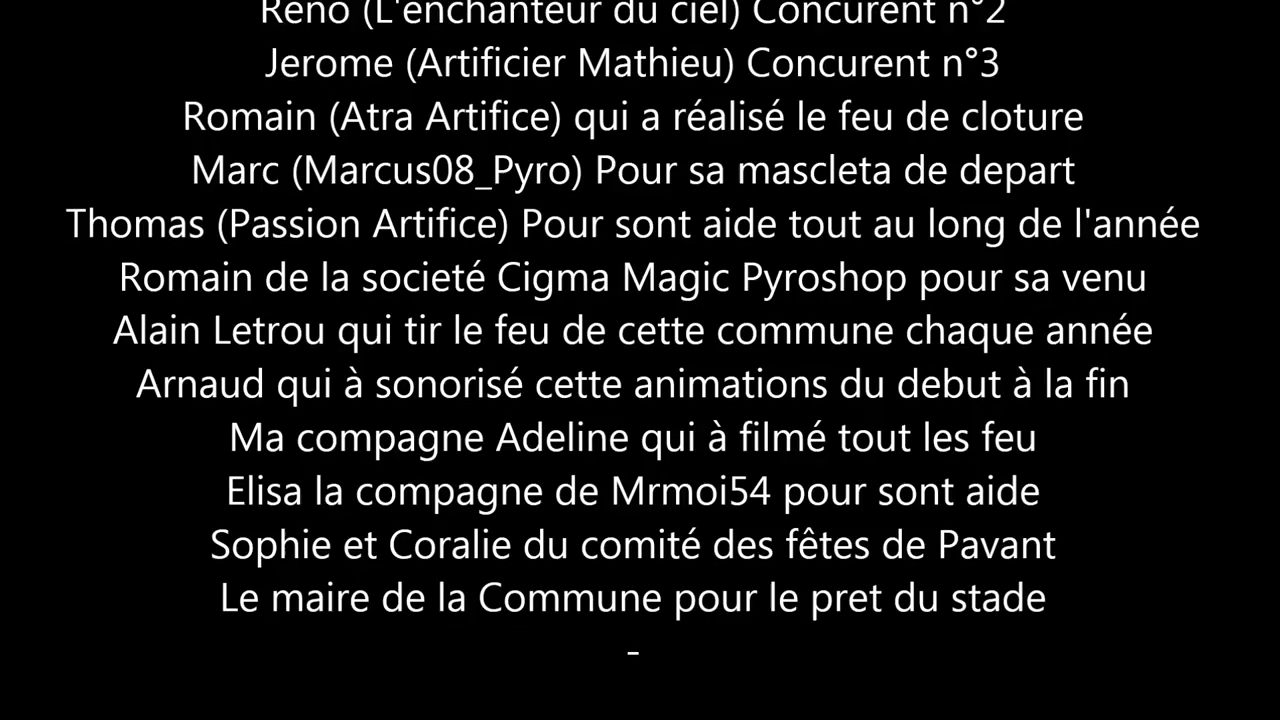 Reno (L'enchanteur du ciel) Concurent n°2
Jerome (Artificier Mathieu) Concurent n°3
Romain (Atra Artifice) qui a réalisé le feu de cloture
Marc (Marcus08_Pyro) Pour sa mascleta de depart
Thomas (Passion Artifice) Pour sont aide tout au long de l'année
Romain de la societé Cigma Magic Pyroshop pour sa venu
Alain Letrou qui tir le feu de cette commune chaque année
Arnaud qui à sonorisé cette animations du debut à la fin
Ma compagne Adeline qui à filmé tout les feu
Elisa la compagne de Mrmoi54 pour sont aide
Sophie et Coralie du comité des fêtes de Pavant
Le maire de la Commune pour le pret du stade
-